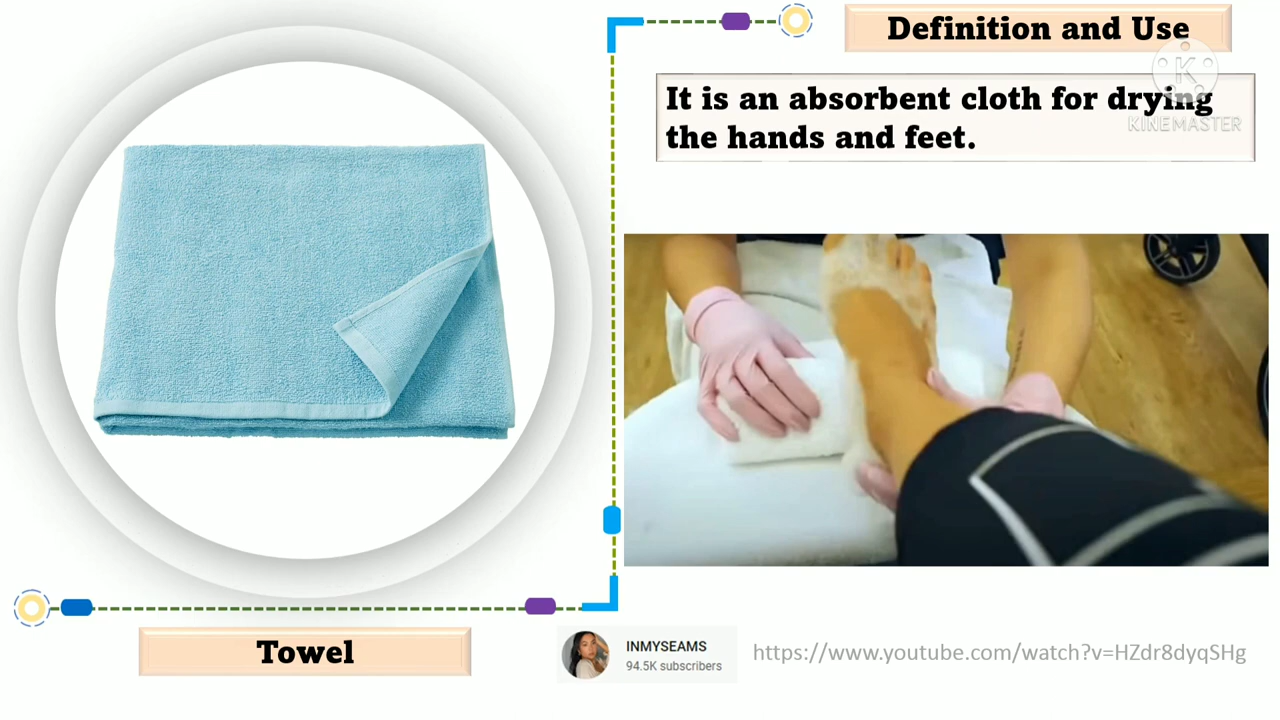 Definition and Use
It is an absorbent cloth for drying
the hands and feet.
KINEMASTER
Towel
INMYSEAMS
94.5K subscribers
https://www.youtube.com/watch?v=HZdr8dyqSHg